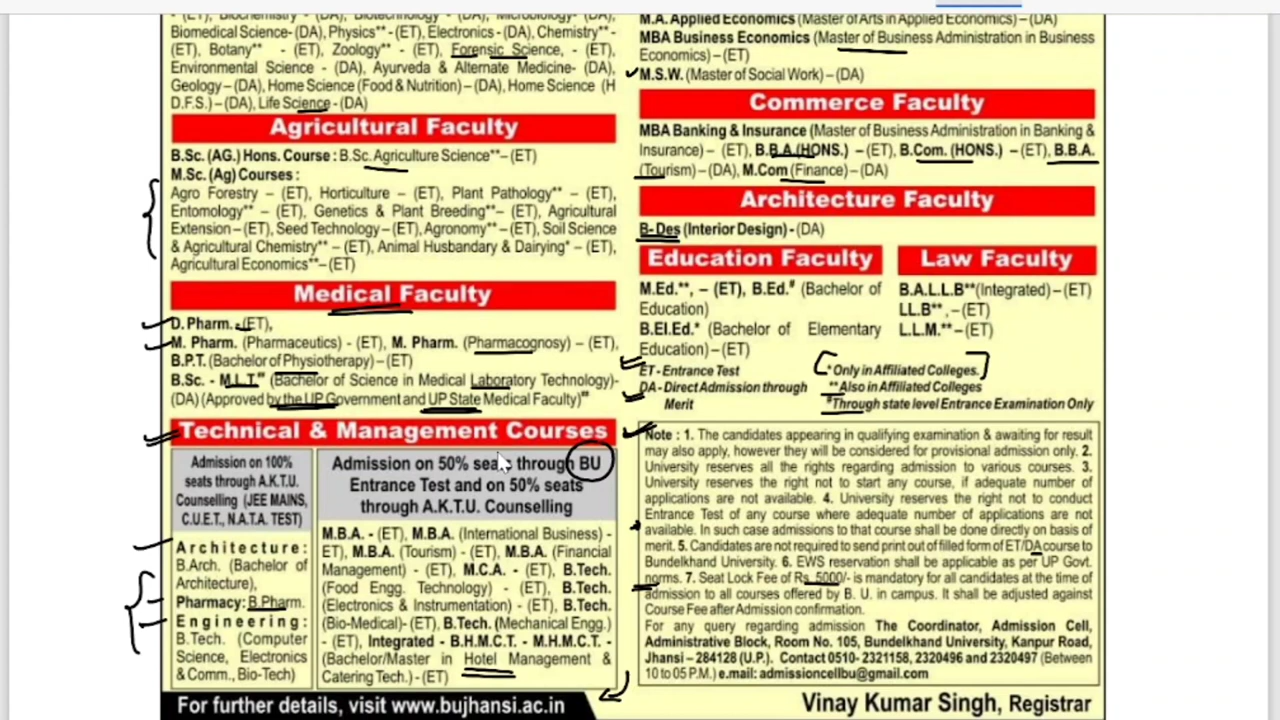 (ET), Biochemistry - (DA), Biotechnology - (DA), Microbiology-(DA),
Biomedical Science- (DA), Physics** - (ET), Electronics - (DA), Chemistry** -
(ET), Botany** - (ET), Zoology** - (ET), Forensic Science, - (ET),
Environmental Science - (DA), Ayurveda & Alternate Medicine- (DA),
Geology – (DA), Home Science (Food & Nutrition) – (DA), Home Science (H
D.F.S.) – (DA), Life Science - (DA)
Agricultural Faculty
B.Sc. (AG.) Hons. Course : B.Sc. Agriculture Science** – (ET)
M.Sc. (Ag) Courses :
Agro Forestry – (ET), Horticulture – (ET), Plant Pathology** – (ET),
Entomology** – (ET), Genetics & Plant Breeding**– (ET), Agricultural
Extension – (ET), Seed Technology – (ET), Agronomy** – (ET), Soil Science
& Agricultural Chemistry** – (ET), Animal Husbandary & Dairying* – (ET),
Agricultural Economics** – (ET)
Medical Faculty
D. Pharm. - (ET),
M. Pharm. (Pharmaceutics) - (ET), M. Pharm. (Pharmacognosy) – (ET),
B.P.T. (Bachelor of Physiotherapy) – (ET)
B.Sc. - M.L.T.## (Bachelor of Science in Medical Laboratory Technology)-
(DA) (Approved by the UP Government and UP State Medical Faculty)##
Technical & Management Courses
Admission on 100%
seats through A.K.T.U.
Counselling (JEE MAINS,
C.U.E.T., N.A.T.A. TEST)
Architecture:
B.Arch. (Bachelor of
Architecture),
Pharmacy: B.Pharm.
Engineering:
B.Tech. (Computer
Science, Electronics
& Comm., Bio-Tech)
Admission on 50% seats through BU
Entrance Test and on 50% seats
through A.K.T.U. Counselling
M.B.A. - (ET), M.B.A. (International Business) -
ET), M.B.A. (Tourism) - (ET), M.B.A. (Financial
Management) - (ET), M.C.A. - (ET), B.Tech.
(Food Engg. Technology) - (ET), B.Tech.
(Electronics & Instrumentation) - (ET), B.Tech.
(Bio-Medical)- (ET), B.Tech. (Mechanical Engg.)
- (ET), Integrated - B.H.M.C.T. - M.H.M.C.T. -
(Bachelor/Master in Hotel Management &
Catering Tech.) - (ET)
For further details, visit www.bujhansi.ac.in
M.A. Applied Economics (Master of Arts in Applied Economics) – (DA)
MBA Business Economics (Master of Business Administration in Business
Economics) – (ET)
M.S.W. (Master of Social Work) – (DA)
Commerce Faculty
MBA Banking & Insurance (Master of Business Administration in Banking &
Insurance) – (ET), B.B.A.(HONS.) – (ET), B.Com. (HONS.) – (ET), B.B.A.
(Tourism) – (DA), M.Com (Finance) – (DA)
Architecture Faculty
B- Des (Interior Design) - (DA)
Education Faculty
M.Ed.**, – (ET), B.Ed.# (Bachelor of
Education)
B.El.Ed.* (Bachelor of Elementary
Education) – (ET)
Law Faculty
B.A.L.L.B**(Integrated) – (ET)
LL.B** , – (ET)
L.L.M.** – (ET)
ET - Entrance Test
DA - Direct Admission through
Merit
* Only in Affiliated Colleges.
**Also in Affiliated Colleges
#Through state level Entrance Examination Only
Note : 1. The candidates appearing in qualifying examination & awaiting for result
may also apply, however they will be considered for provisional admission only. 2.
University reserves all the rights regarding admission to various courses. 3.
University reserves the right not to start any course, if adequate number of
applications are not available. 4. University reserves the right not to conduct
Entrance Test of any course where adequate number of applications are not
available. In such case admissions to that course shall be done directly on basis of
merit. 5. Candidates are not required to send print out of filled form of ET/DA course to
Bundelkhand University. 6. EWS reservation shall be applicable as per UP Govt.
norms. 7. Seat Lock Fee of Rs. 5000/- is mandatory for all candidates at the time of
admission to all courses offered by B. U. in campus. It shall be adjusted against
Course Fee after Admission confirmation.
For any query regarding admission The Coordinator, Admission Cell,
Administrative Block, Room No. 105, Bundelkhand University, Kanpur Road,
Jhansi – 284128 (U.P.). Contact 0510- 2321158, 2320496 and 2320497 (Between
10 to 05 P.M.) e.mail: admissioncellbu@gmail.com
Vinay Kumar Singh, Registrar